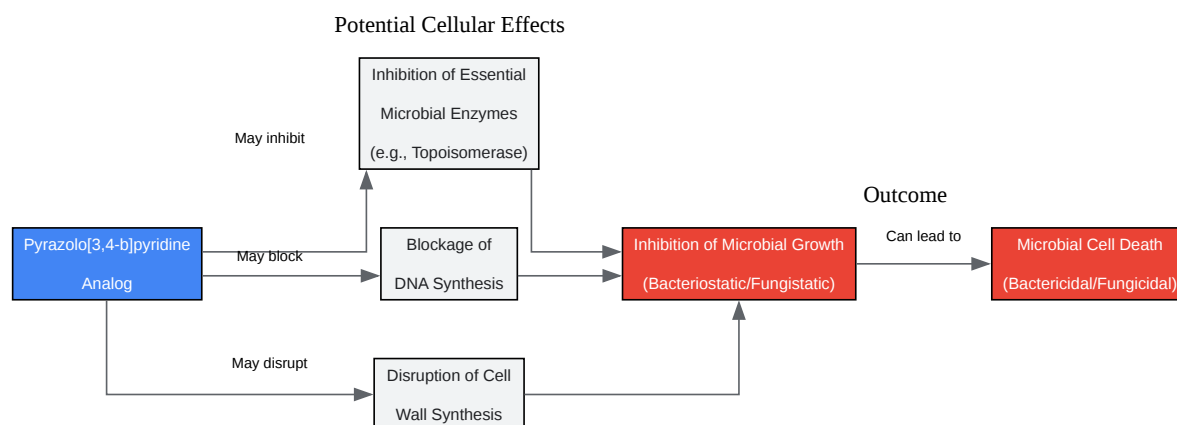 Potential Cellular Effects
Inhibition of Essential
Microbial Enzymes
(e.g., Topoisomerase)
May inhibit
Outcome
Pyrazolo[3,4-b]pyridine
Analog
May block
Blockage of
DNA Synthesis
Inhibition of Microbial Growth
(Bacteriostatic/Fungistatic)
Can lead to
Microbial Cell Death
(Bactericidal/Fungicidal)
May disrupt
Disruption of Cell
Wall Synthesis